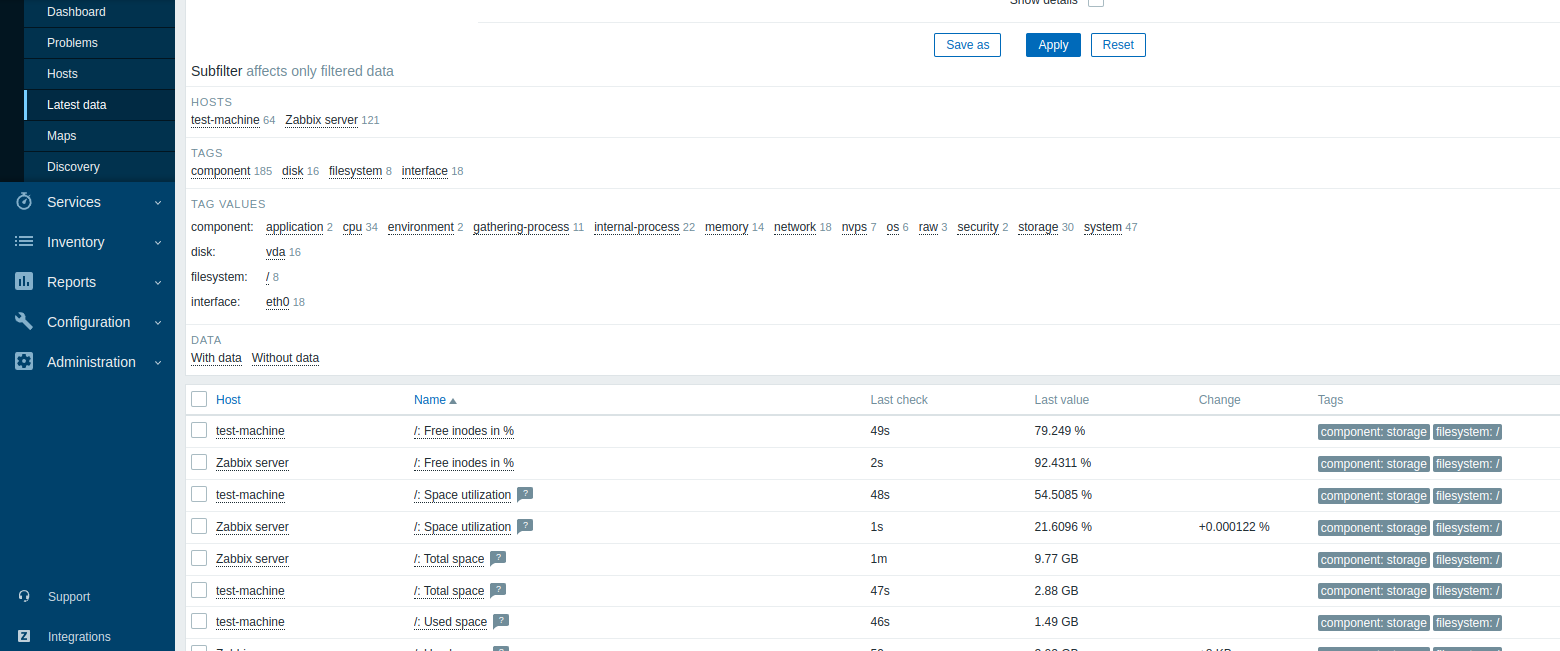 Dashboard
Problems
Hosts
Latest data
Maps
Discovery
Services
Inventory
Reports
Configuration
Administration
Support
Z Integrations
Show details
Save as Apply Reset
Subfilter affects only filtered data
HOSTS
test-machine 64 Zabbix server 121
TAGS
component 185 disk 16 filesystem 8 interface 18
TAG VALUES
component: application 2 cpu 34 environment 2 gathering-process 11 internal-process 22 memory 14 network 18 nvps 7 os 6 raw 3 security 2 storage 30 system 47
disk: vda 16
filesystem: / 8
interface: eth0 18
DATA
With data Without data
Host Name Last check Last value Change Tags
test-machine /: Free inodes in % 49s 79.249 % component: storage filesystem: /
Zabbix server /: Free inodes in % 2s 92.4311 % component: storage filesystem: /
test-machine /: Space utilization ? 48s 54.5085 % component: storage filesystem: /
Zabbix server /: Space utilization ? 1s 21.6096 % +0.000122 % component: storage filesystem: /
Zabbix server /: Total space ? 1m 9.77 GB component: storage filesystem: /
test-machine /: Total space ? 47s 2.88 GB component: storage filesystem: /
test-machine /: Used space ? 46s 1.49 GB component: storage filesystem: /